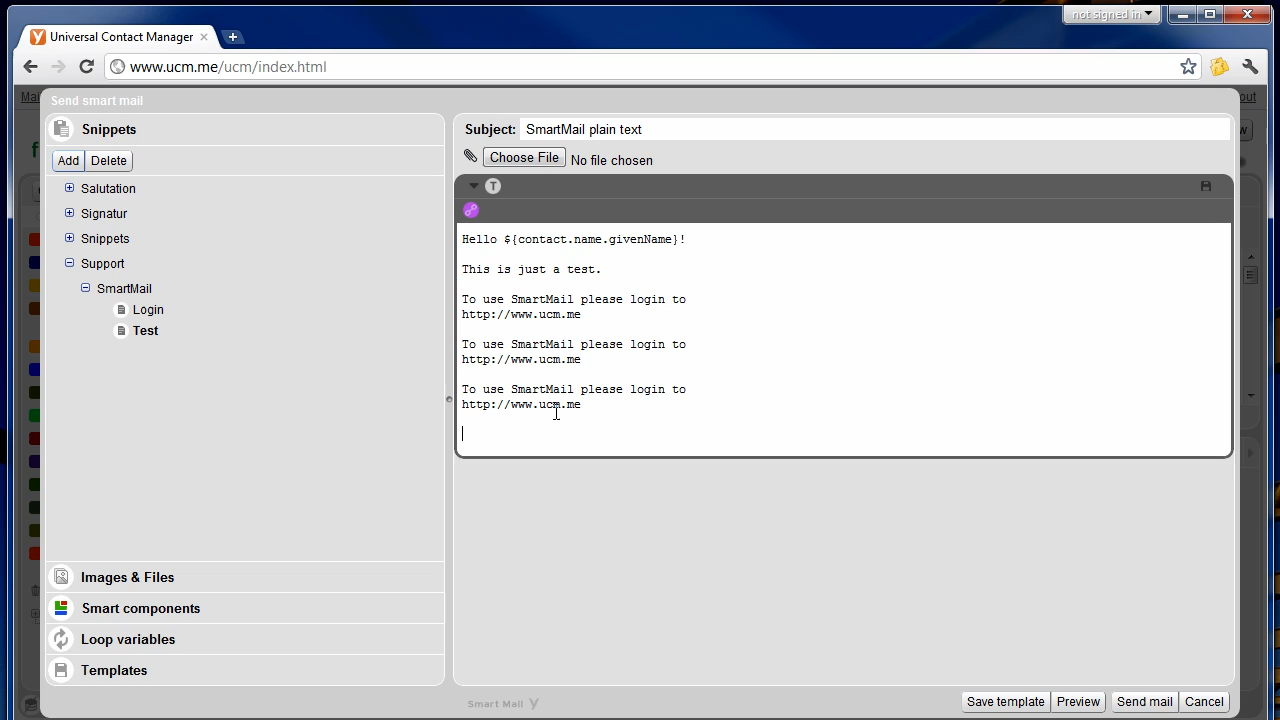 not signed in
Universal Contact Manager
www.ucm.me/ucm/index.html
Send smart mail
Snippets
Add Delete
Salutation
Signatur
Snippets
Support
SmartMail
Login
Test
Images & Files
Smart components
Loop variables
Templates
Subject: SmartMail plain text
Choose File No file chosen
T
Hello ${contact.name.givenName}!
This is just a test.
To use SmartMail please login to
http://www.ucm.me
To use SmartMail please login to
http://www.ucm.me
To use SmartMail please login to
http://www.ucm.me
Smart Mail
Save template Preview Send mail Cancel